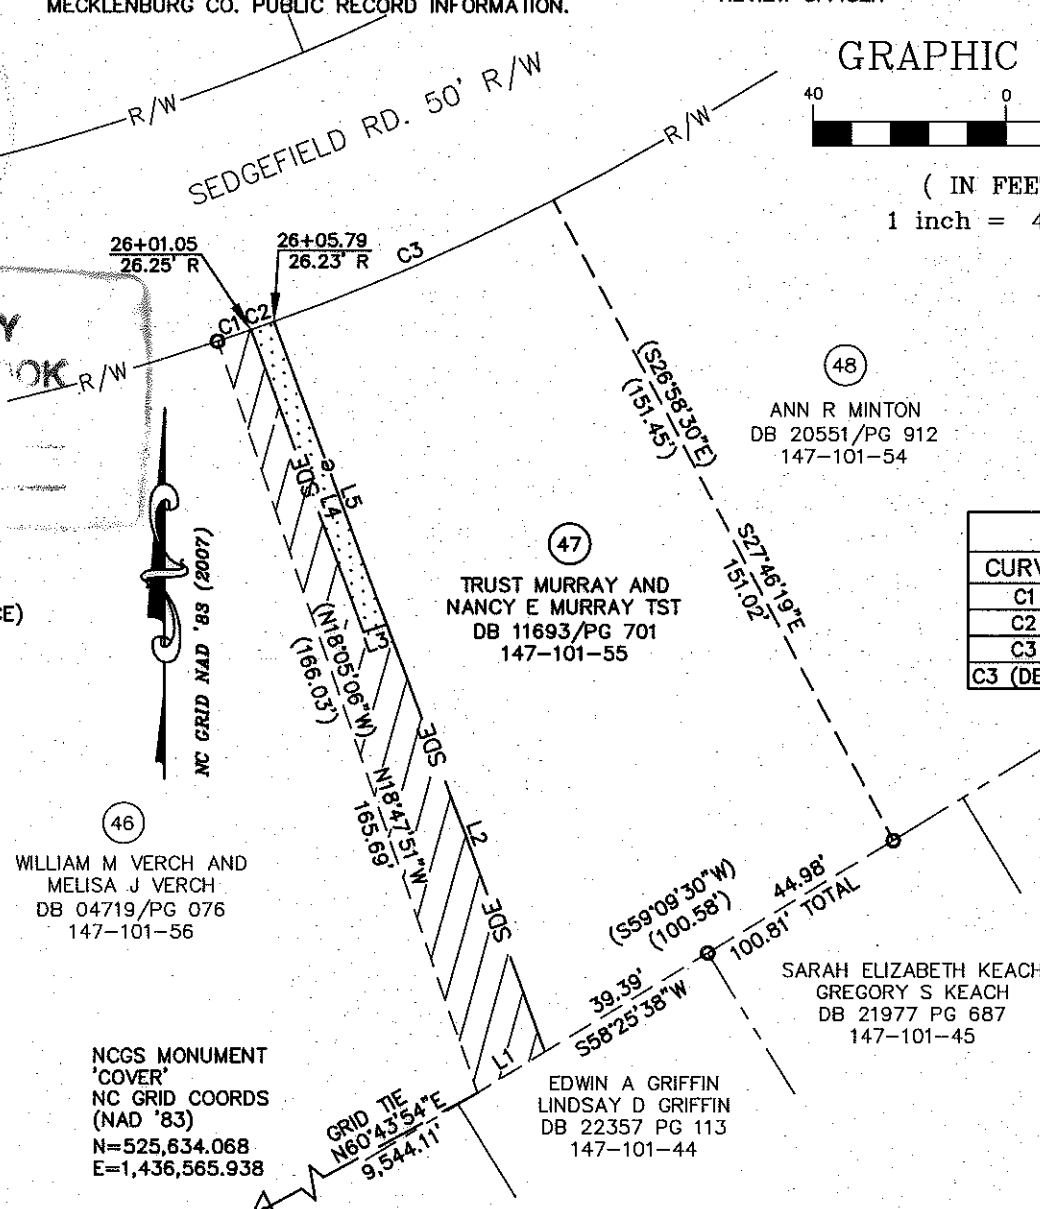 MECKLENBURG CO. PUBLIC RECORD INFORMATION.
GRAPHIC
40
0
( IN FEE
1 inch =
R/W
SEDGEFIELD RD. 50' R/W
R/W
26+01.05
26.25' R
26+05.79
26.23' R
C3
C1
C2
R/W
Y
OK
(S26°58'30"E)
(151.45')
48
ANN R MINTON
DB 20551/PG 912
147-101-54
SDE
L4
L5
L3
S27°46'19"E
151.02'
47
TRUST MURRAY AND
NANCY E MURRAY TST
DB 11693/PG 701
147-101-55
CURV
C1
C2
C3
C3 (DE
CE)
NC GRID NAD '83 (2007)
(N18°05'06"W)
(166.03')
SDE
N18°47'51"W
165.69'
L2
SDE
46
WILLIAM M VERCH AND
MELISA J VERCH
DB 04719/PG 076
147-101-56
(S59°09'30"W)
(100.58')
44.98'
100.81' TOTAL
39.39'
S58°25'38"W
L1
SARAH ELIZABETH KEACH
GREGORY S KEACH
DB 21977 PG 687
147-101-45
NCGS MONUMENT
'COVER'
NC GRID COORDS
(NAD '83)
N=525,634.068
E=1,436,565.938
GRID TIE
N60°43'54"E
9,544.11'
EDWIN A GRIFFIN
LINDSAY D GRIFFIN
DB 22357 PG 113
147-101-44